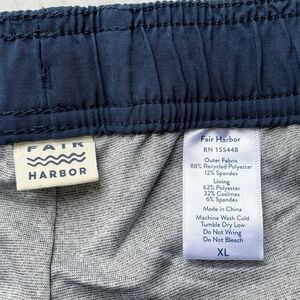 FAIR
HARBOR
Fair Harbor
RN 155448
Outer Fabric
88% Recycled Polyester
12% Spandex
Lining
62% Polyester
32% Coolmax
6% Spandex
Made in China
Machine Wash Cold
Tumble Dry Low
Do Not Wring
Do Not Bleach
XL